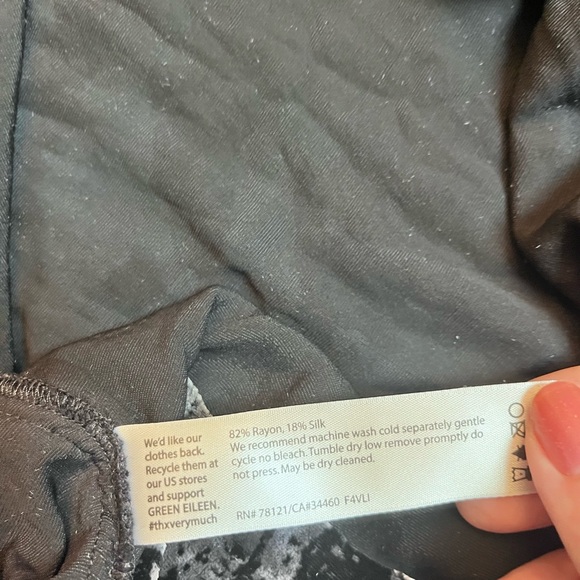 We'd like our
clothes back.
Recycle them at
our US stores
and support
GREEN EILEEN.
#thxverymuch
82% Rayon, 18% Silk
We recommend machine wash cold separately gentle
cycle no bleach. Tumble dry low remove promptly do
not press. May be dry cleaned.
RN# 78121/CA#34460 F4VLI